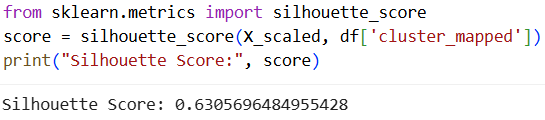 from sklearn.metrics import silhouette_score
score = silhouette_score(X_scaled, df['cluster_mapped'])
print("Silhouette Score:", score)
Silhouette Score: 0.6305696484955428